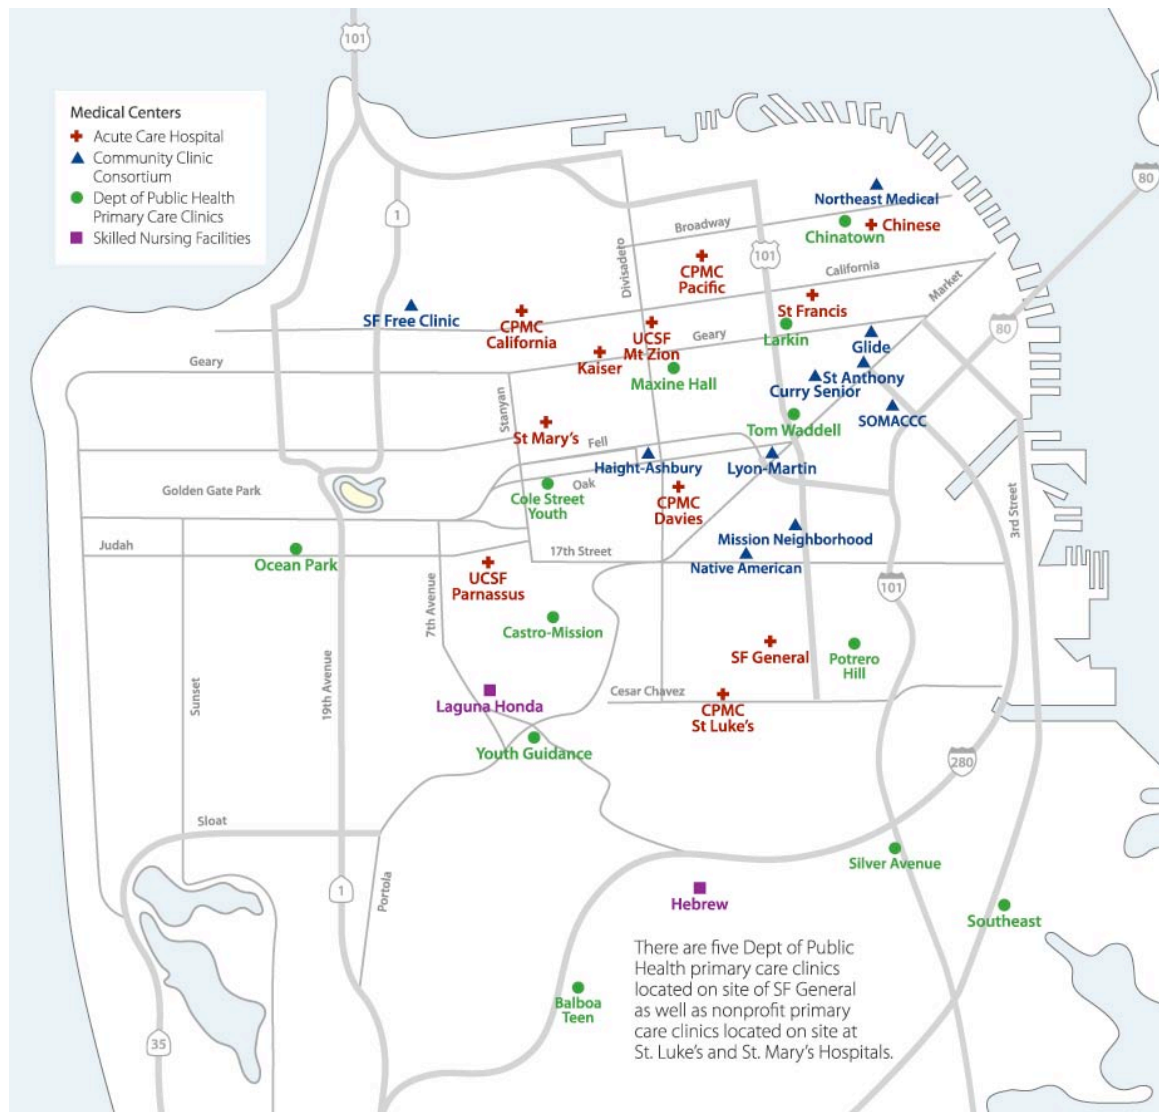 101
Medical Centers
Acute Care Hospital
Community Clinic
Consortium
Dept of Public Health
Primary Care Clinics
Skilled Nursing Facilities
1
80
Northeast Medical
Broadway
Chinatown
Chinese
101
CPMC
Pacific
California
Divisadeto
Market
SF Free Clinic
CPMC
California
St Francis
UCSF
Mt Zion
Geary
Larkin
80
Glide
Geary
Kaiser
Maxine Hall
St Anthony
Curry Senior
SOMACCC
Stanyan
St Mary's
Fell
Tom Waddell
Haight-Ashbury
Lyon-Martin
Golden Gate Park
Cole Street
Youth
Oak
CPMC
Davies
3rd Street
Judah
Ocean Park
17th Street
Mission Neighborhood
Native American
UCSF
Parnassus
101
7th Avenue
Castro-Mission
SF General
Potrero
Hill
Sunset
19th Avenue
Laguna Honda
Cesar Chavez
CPMC
St Luke's
Youth Guidance
280
Sloat
Silver Avenue
1
Portola
Hebrew
Southeast
There are five Dept of Public
Health primary care clinics
located on site of SF General
as well as nonprofit primary
care clinics located on site at
St. Luke's and St. Mary's Hospitals.
Balboa
Teen
35